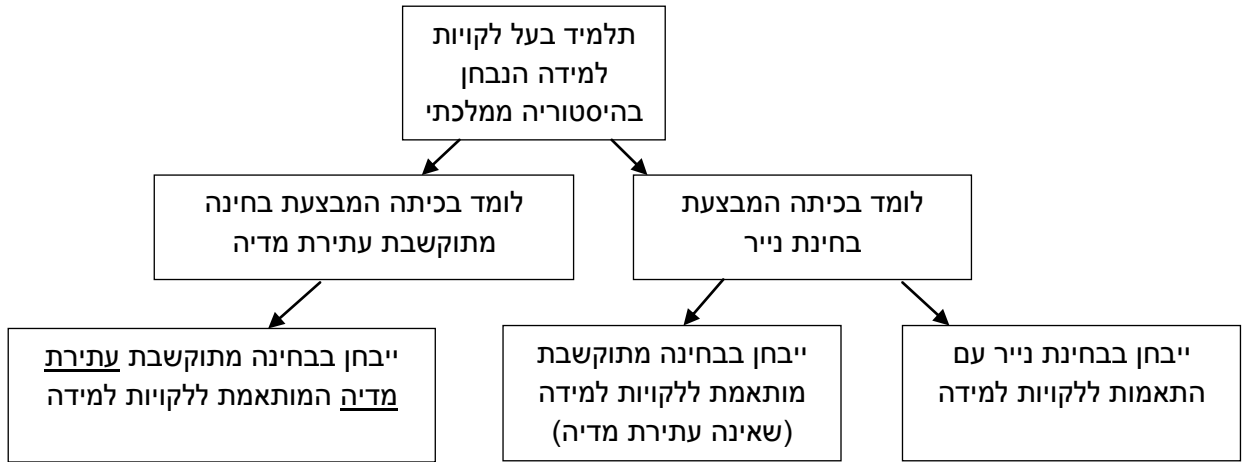 תלמיד בעל לקויות
למידה הנבחן
בהיסטוריה ממלכתי
לומד בכיתה המבצעת
בחינת נייר
לומד בכיתה המבצעת בחינה
מתוקשבת עתירת מדיה
ייבחן בבחינת נייר עם
התאמות ללקויות למידה
ייבחן בבחינה מתוקשבת
מותאמת ללקויות למידה
(שאינה עתירת מדיה)
ייבחן בבחינה מתוקשבת עתירת
מדיה המותאמת ללקויות למידה